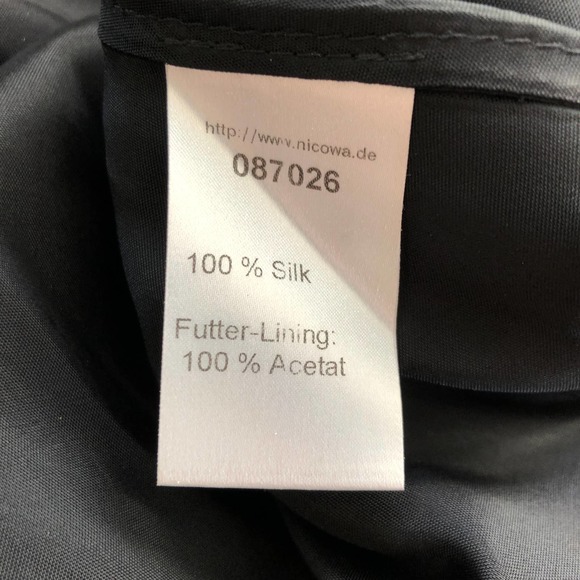 http://www.nicowa.de
087026
100 % Silk
Futter-Lining:
100 % Acetat